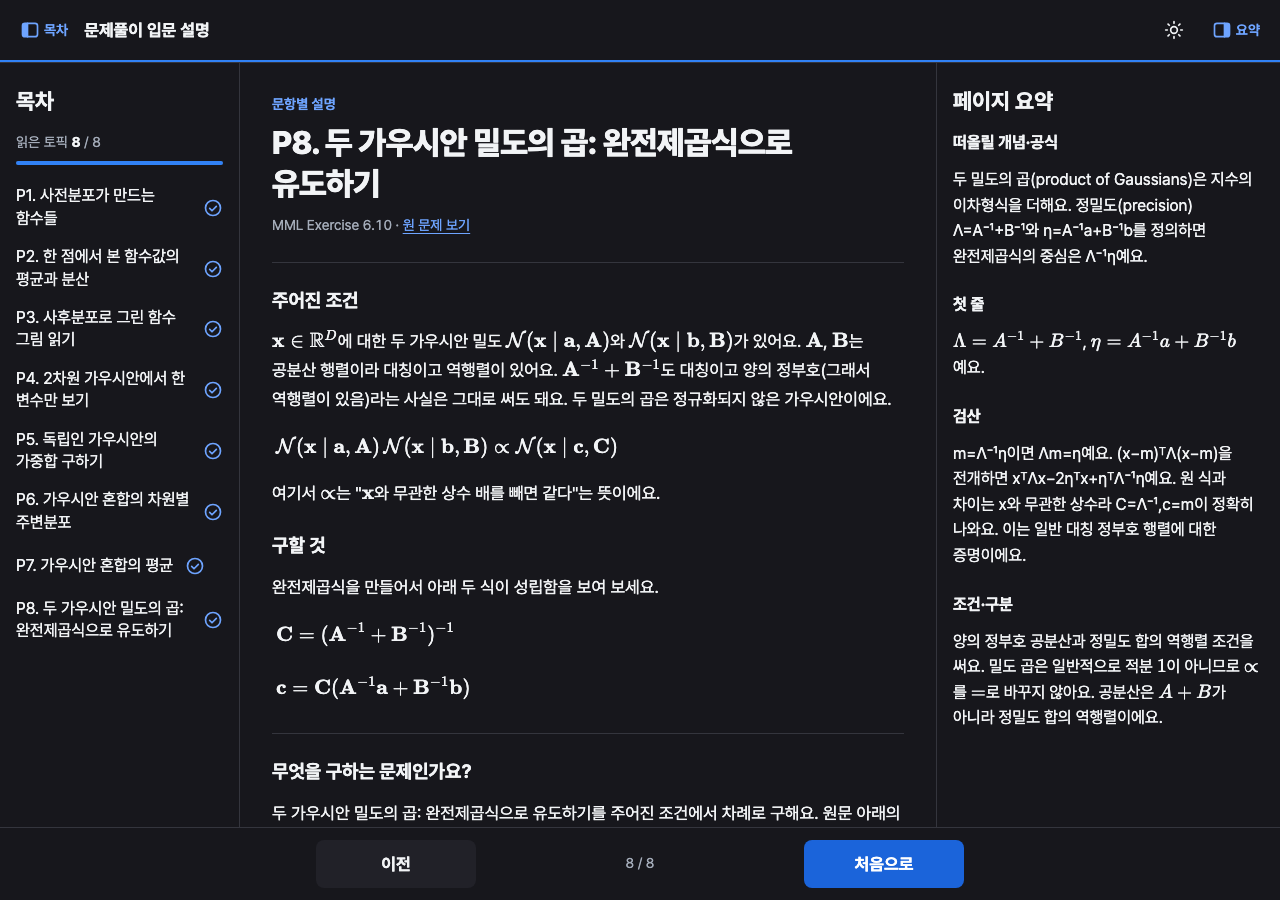 목차 문제풀이 입문 설명 요약
목차
읽은 토픽 8 / 8
P1. 사전분포가 만드는
함수들
P2. 한 점에서 본 함수값의
평균과 분산
P3. 사후분포로 그린 함수
그림 읽기
P4. 2차원 가우시안에서 한
변수만 보기
P5. 독립인 가우시안의
가중합 구하기
P6. 가우시안 혼합의 차원별
주변분포
P7. 가우시안 혼합의 평균
P8. 두 가우시안 밀도의 곱:
완전제곱식으로 유도하기
문항별 설명
P8. 두 가우시안 밀도의 곱: 완전제곱식으로
유도하기
MML Exercise 6.10 · 원 문제 보기
주어진 조건
x ∈ ℝᴰ에 대한 두 가우시안 밀도 𝒩(x | a, A)와 𝒩(x | b, B)가 있어요. A, B는
공분산 행렬이라 대칭이고 역행렬이 있어요. A⁻¹ + B⁻¹도 대칭이고 양의 정부호(그래서
역행렬이 있음)라는 사실은 그대로 써도 돼요. 두 밀도의 곱은 정규화되지 않은 가우시안이에요.
𝒩(x | a, A) 𝒩(x | b, B) ∝ 𝒩(x | c, C)
여기서 ∝는 "x와 무관한 상수 배를 빼면 같다"는 뜻이에요.
구할 것
완전제곱식을 만들어서 아래 두 식이 성립함을 보여 보세요.
C = (A⁻¹ + B⁻¹)⁻¹
c = C(A⁻¹a + B⁻¹b)
무엇을 구하는 문제인가요?
두 가우시안 밀도의 곱: 완전제곱식으로 유도하기를 주어진 조건에서 차례로 구해요. 원문 아래의
페이지 요약
떠올릴 개념·공식
두 밀도의 곱(product of Gaussians)은 지수의
이차형식을 더해요. 정밀도(precision)
Λ=A⁻¹+B⁻¹와 η=A⁻¹a+B⁻¹b를 정의하면
완전제곱식의 중심은 Λ⁻¹η예요.
첫 줄
Λ = A⁻¹ + B⁻¹, η = A⁻¹a + B⁻¹b
예요.
검산
m=Λ⁻¹η이면 Λm=η예요. (x−m)ᵀΛ(x−m)을
전개하면 xᵀΛx−2ηᵀx+ηᵀΛ⁻¹η예요. 원 식과
차이는 x와 무관한 상수라 C=Λ⁻¹,c=m이 정확히
나와요. 이는 일반 대칭 정부호 행렬에 대한
증명이에요.
조건·구분
양의 정부호 공분산과 정밀도 합의 역행렬 조건을
써요. 밀도 곱은 일반적으로 적분 1이 아니므로 ∝
를 =로 바꾸지 않아요. 공분산은 A + B가
아니라 정밀도 합의 역행렬이에요.
이전 8 / 8 처음으로